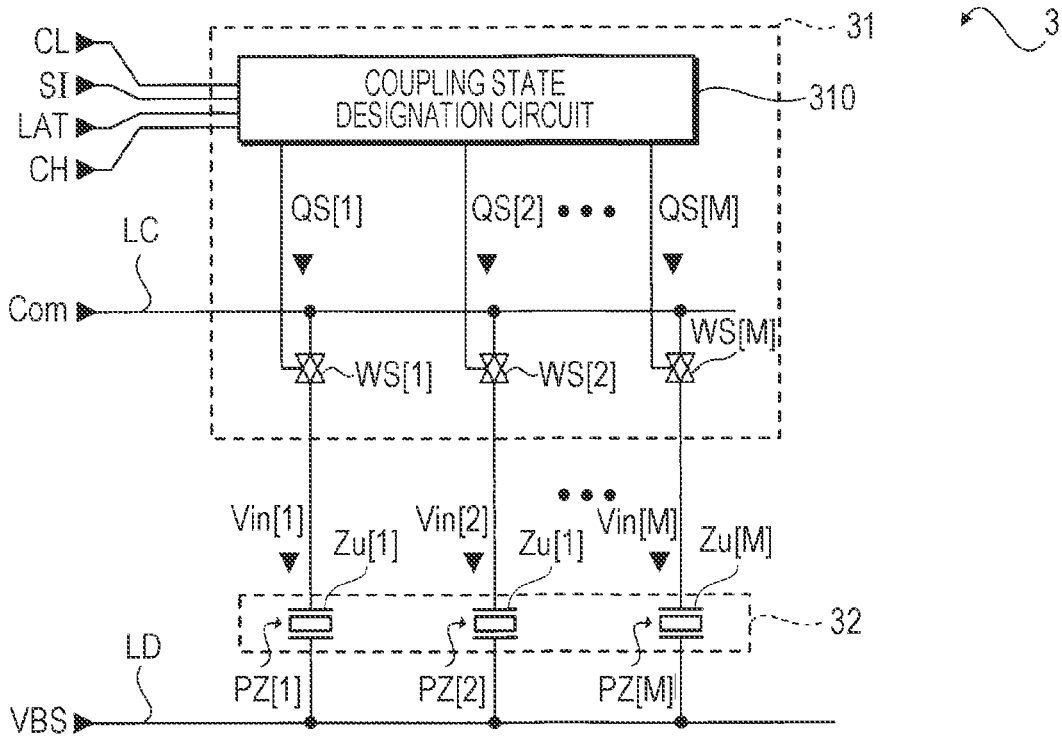 31
3
CL
SI
LAT
CH
COUPLING STATE
DESIGNATION CIRCUIT
310
QS[1]
QS[2]
QS[M]
LC
Com
WS[1]
WS[2]
WS[M]
Vin[1]
Vin[2]
Vin[M]
Zu[1]
Zu[1]
Zu[M]
32
LD
PZ[1]
PZ[2]
PZ[M]
VBS